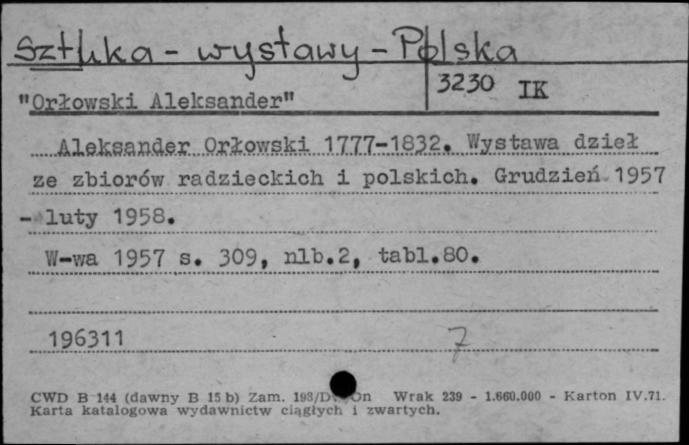 Sztuka - wystawy - Polska
3230 IK
"Orłowski Aleksander"
Aleksander Orłowski 1777-1832. Wystawa dzieł
ze zbiorów radzieckich i polskich. Grudzień 1957
- luty 1958.
W-wa 1957 s. 309, nlb.2, tabl.80.
196311
7
CWD B 144 (dawny B 15 b) Zam. Wrak 239 - 1.660.000 - Karton IV.71.
Karta katalogowa wydawnictw ciągłych i zwartych.